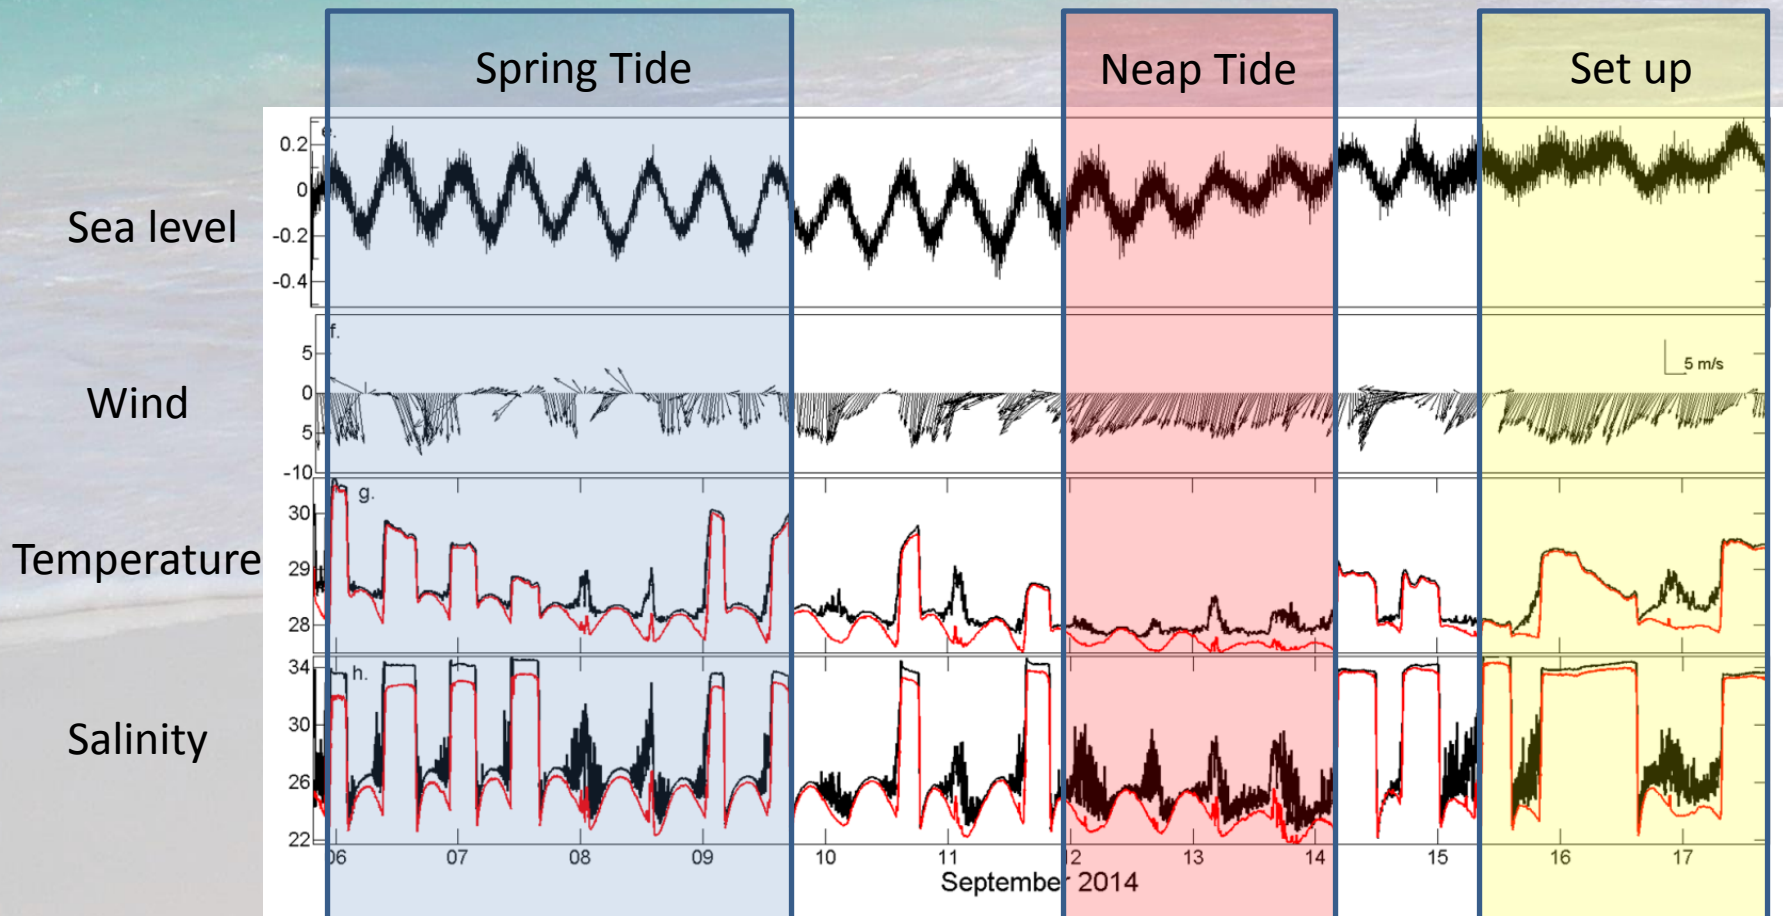 Spring Tide
Neap Tide
Set up
Sea level
e.
0.2
0
-0.2
-0.4
Wind
f.
5
0
5
-10
5 m/s
Temperature
g.
30
29
28
Salinity
h.
34
30
26
22
06 07 08 09 10 11 12 13 14 15 16 17
September 2014